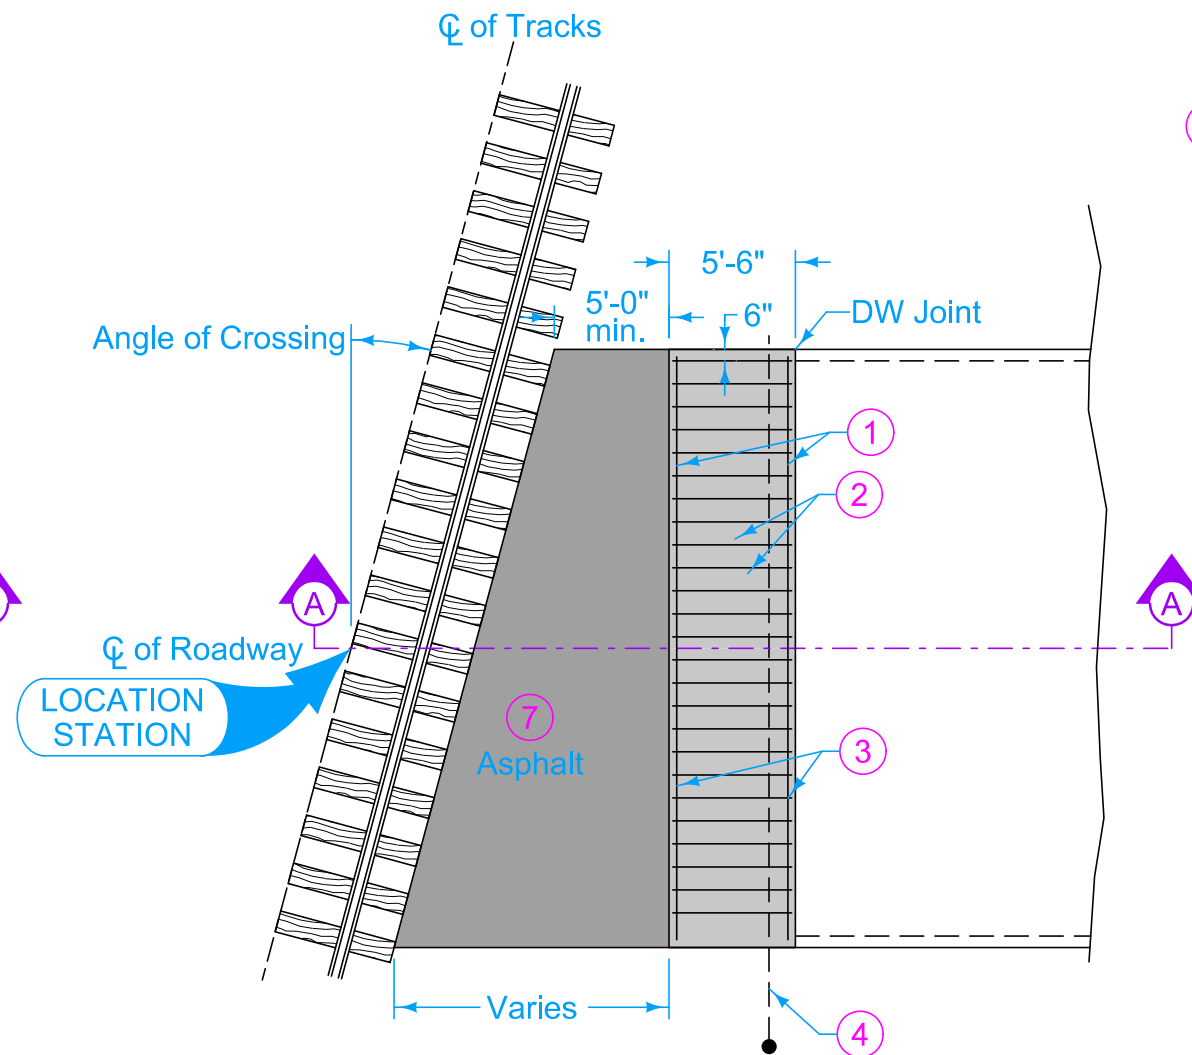 ℄ of Tracks
5'-6"
5'-0"
min.
6"
DW Joint
Angle of Crossing
1
2
A
A
℄ of Roadway
LOCATION
STATION
7
Asphalt
3
Varies
4